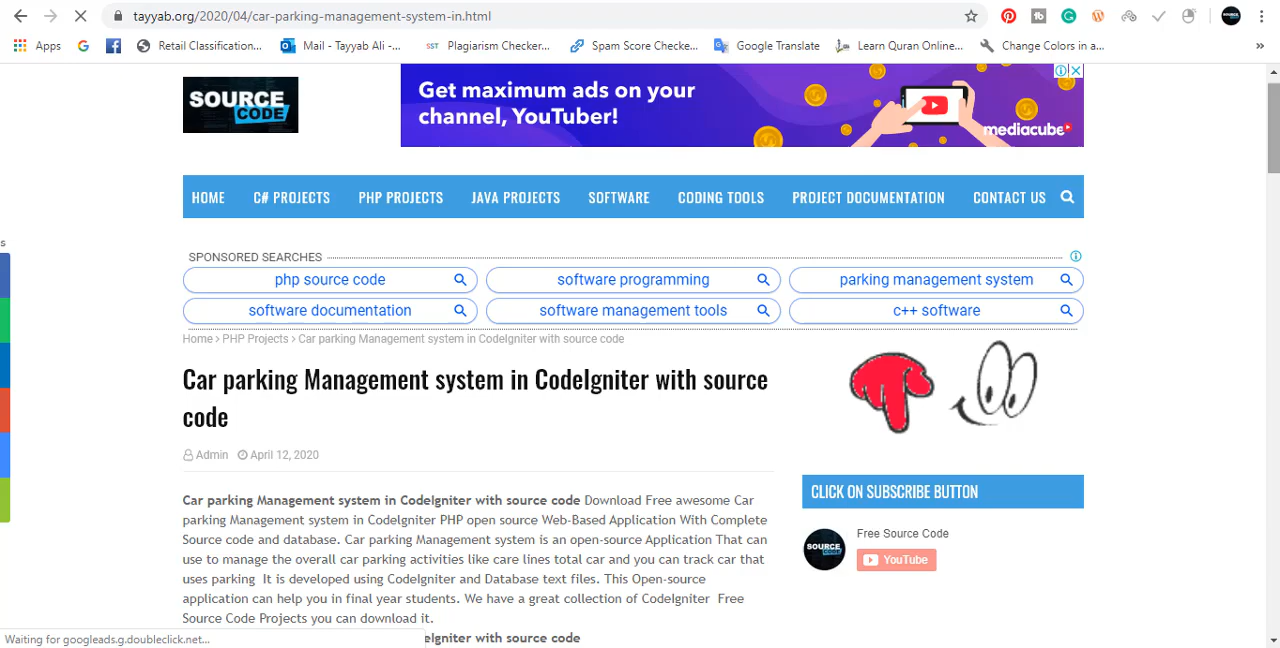 tayyab.org/2020/04/car-parking-management-system-in.html
Apps
Retail Classification...
Mail - Tayyab Ali -...
SST
Plagiarism Checker...
Spam Score Checke...
Google Translate
Learn Quran Online...
Change Colors in a...
»
SOURCE
CODE
Get maximum ads on your
channel, YouTuber!
mediacube
HOME
C# PROJECTS
PHP PROJECTS
JAVA PROJECTS
SOFTWARE
CODING TOOLS
PROJECT DOCUMENTATION
CONTACT US
s
SPONSORED SEARCHES
php source code
software programming
parking management system
software documentation
software management tools
c++ software
Home › PHP Projects › Car parking Management system in CodeIgniter with source code
Car parking Management system in CodeIgniter with source
code
Admin April 12, 2020
CLICK ON SUBSCRIBE BUTTON
SOURCE
CODE
Free Source Code
YouTube
Car parking Management system in CodeIgniter with source code Download Free awesome Car
parking Management system in CodeIgniter PHP open source Web-Based Application With Complete
Source code and database. Car parking Management system is an open-source Application That can
use to manage the overall car parking activities like care lines total car and you can track car that
uses parking It is developed using CodeIgniter and Database text files. This Open-source
application can help you in final year students. We have a great collection of CodeIgniter Free
Source Code Projects you can download it.
eIgniter with source code
Waiting for googleads.g.doubleclick.net...